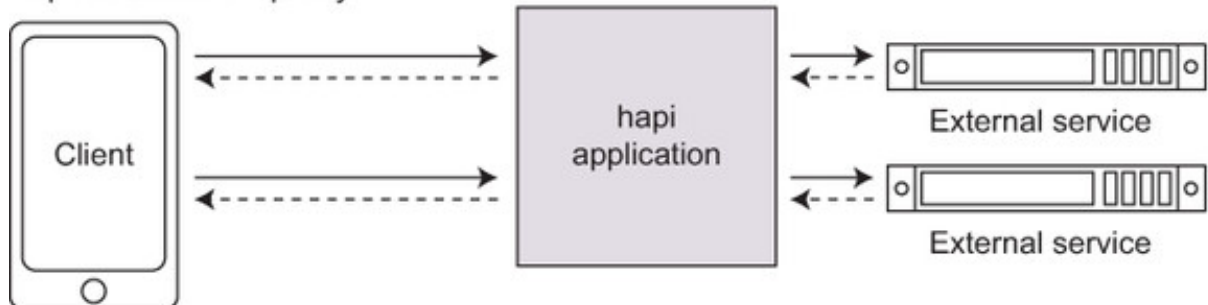 hapi
application
Client
External service
External service